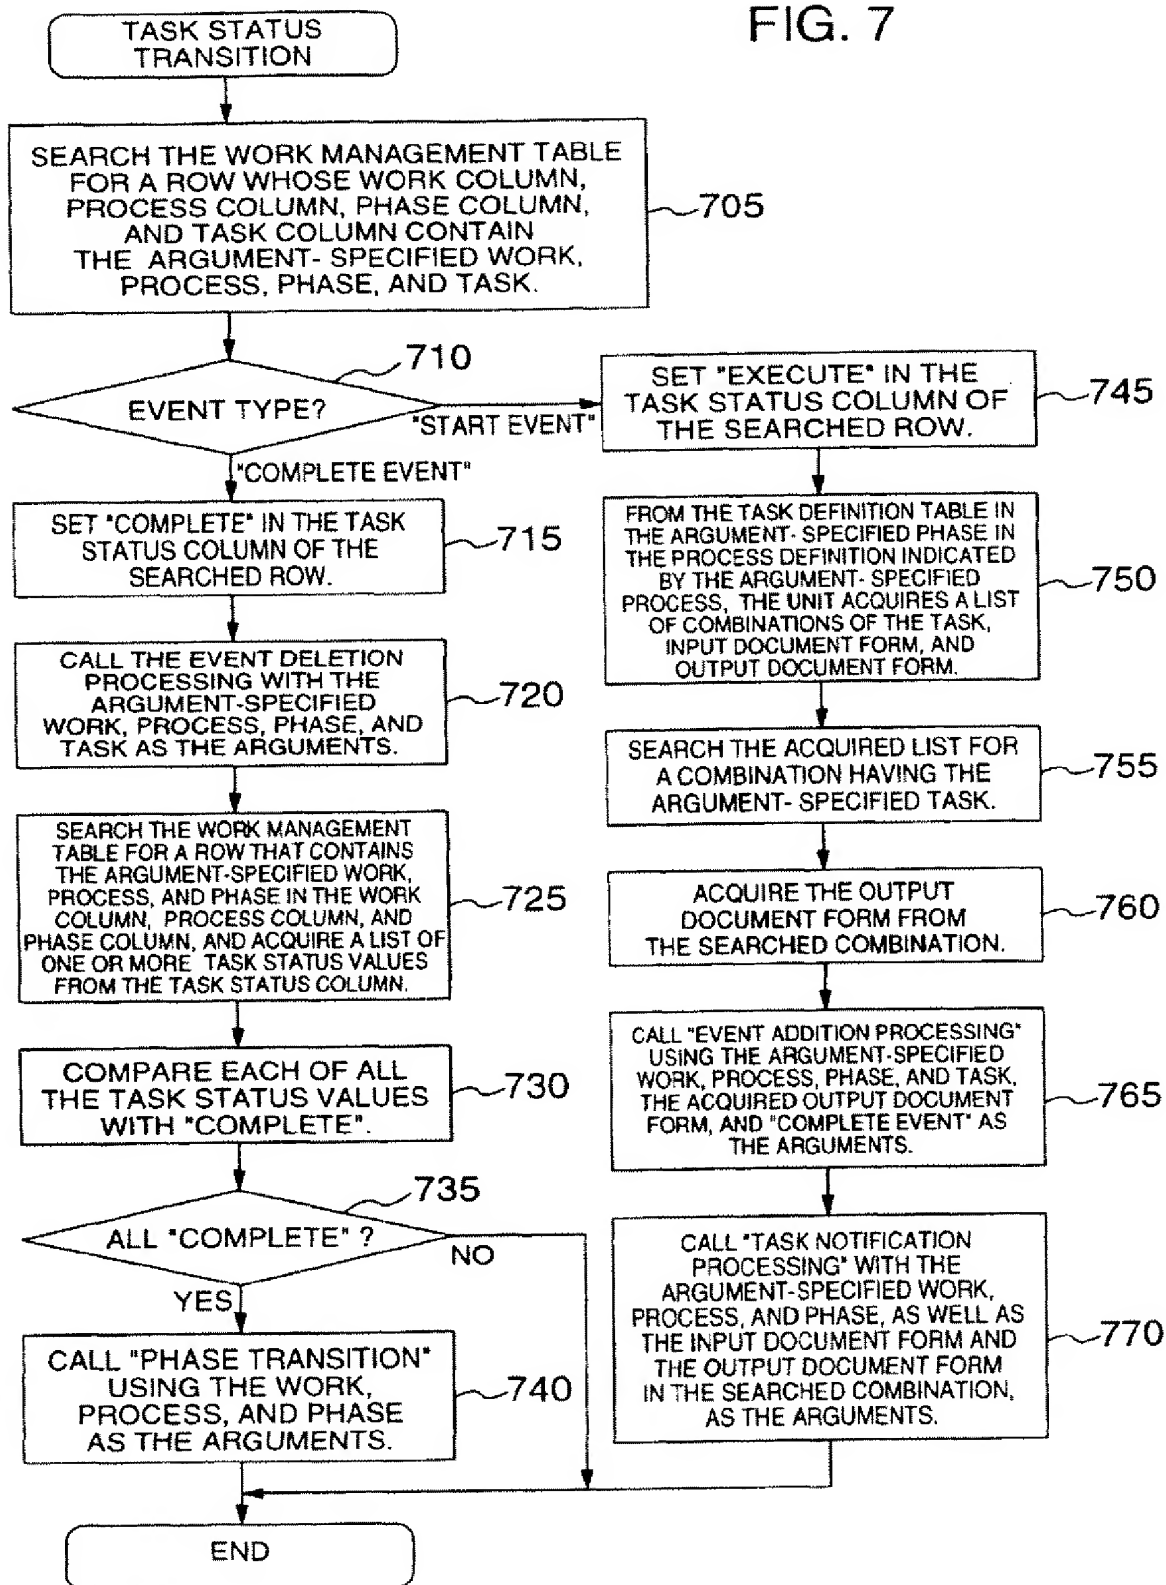 FIG. 7
TASK STATUS
TRANSITION
SEARCH THE WORK MANAGEMENT TABLE
FOR A ROW WHOSE WORK COLUMN,
PROCESS COLUMN, PHASE COLUMN,
AND TASK COLUMN CONTAIN
THE ARGUMENT- SPECIFIED WORK,
PROCESS, PHASE, AND TASK.
705
710
EVENT TYPE?
"START EVENT"
"COMPLETE EVENT"
SET "COMPLETE" IN THE TASK
STATUS COLUMN OF THE
SEARCHED ROW.
715
CALL THE EVENT DELETION
PROCESSING WITH THE
ARGUMENT-SPECIFIED
WORK, PROCESS, PHASE, AND
TASK AS THE ARGUMENTS.
720
SEARCH THE WORK MANAGEMENT
TABLE FOR A ROW THAT CONTAINS
THE ARGUMENT-SPECIFIED WORK,
PROCESS, AND PHASE IN THE WORK
COLUMN, PROCESS COLUMN, AND
PHASE COLUMN, AND ACQUIRE A LIST OF
ONE OR MORE TASK STATUS VALUES
FROM THE TASK STATUS COLUMN.
725
COMPARE EACH OF ALL
THE TASK STATUS VALUES
WITH "COMPLETE".
730
735
ALL "COMPLETE" ?
NO
YES
CALL "PHASE TRANSITION"
USING THE WORK,
PROCESS, AND PHASE
AS THE ARGUMENTS.
740
SET "EXECUTE" IN THE
TASK STATUS COLUMN OF
THE SEARCHED ROW.
745
FROM THE TASK DEFINITION TABLE IN
THE ARGUMENT- SPECIFIED PHASE IN
THE PROCESS DEFINITION INDICATED
BY THE ARGUMENT- SPECIFIED
PROCESS, THE UNIT ACQUIRES A LIST
OF COMBINATIONS OF THE TASK,
INPUT DOCUMENT FORM, AND
OUTPUT DOCUMENT FORM.
750
SEARCH THE ACQUIRED LIST FOR
A COMBINATION HAVING THE
ARGUMENT- SPECIFIED TASK.
755
ACQUIRE THE OUTPUT
DOCUMENT FORM FROM
THE SEARCHED COMBINATION.
760
CALL "EVENT ADDITION PROCESSING"
USING THE ARGUMENT-SPECIFIED
WORK, PROCESS, PHASE, AND TASK,
THE ACQUIRED OUTPUT DOCUMENT
FORM, AND "COMPLETE EVENT" AS
THE ARGUMENTS.
765
CALL "TASK NOTIFICATION
PROCESSING" WITH THE
ARGUMENT-SPECIFIED WORK,
PROCESS, AND PHASE, AS WELL AS
THE INPUT DOCUMENT FORM AND
THE OUTPUT DOCUMENT FORM
IN THE SEARCHED COMBINATION,
AS THE ARGUMENTS.
770
END